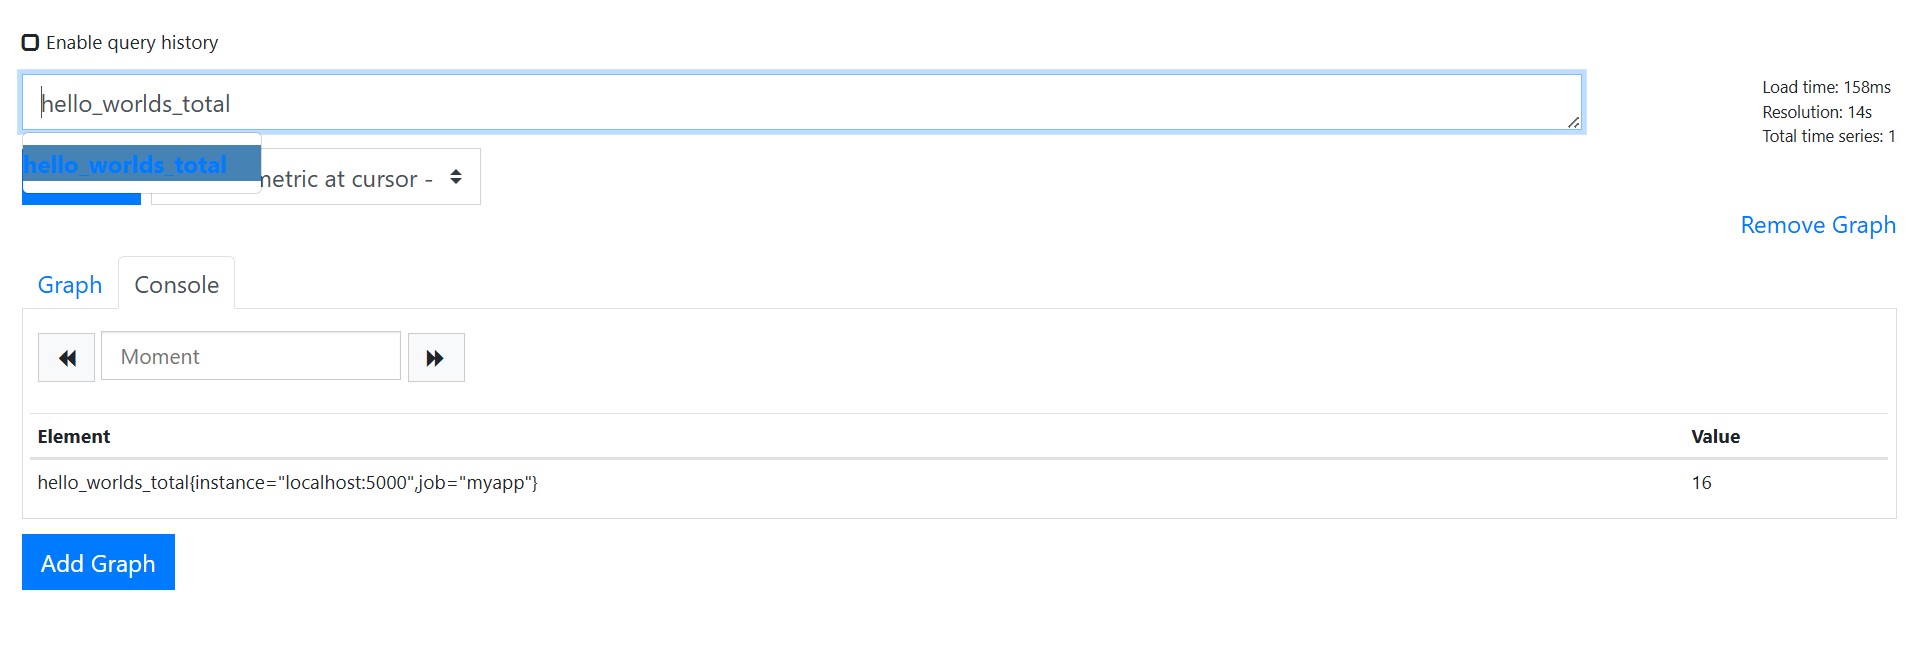 Enable query history
hello_worlds_total
Load time: 158ms
Resolution: 14s
Total time series: 1
hello_worlds_total
metric at cursor -
Remove Graph
Graph
Console
Moment
Element
Value
hello_worlds_total{instance="localhost:5000",job="myapp"}
16
Add Graph